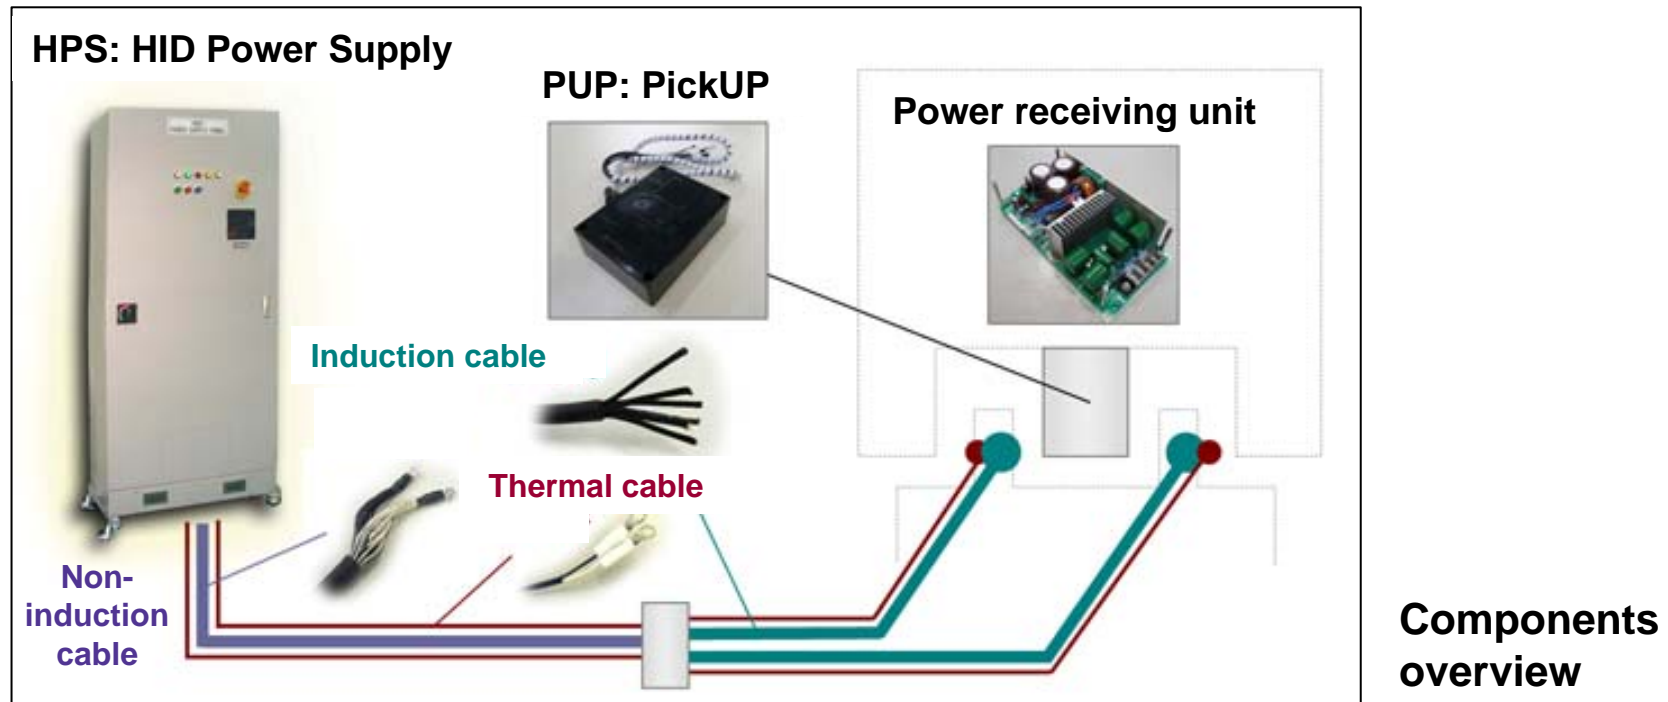 HPS: HID Power Supply
PUP: PickUP
Power receiving unit
Induction cable
Thermal cable
Non-
induction
cable
Components
overview